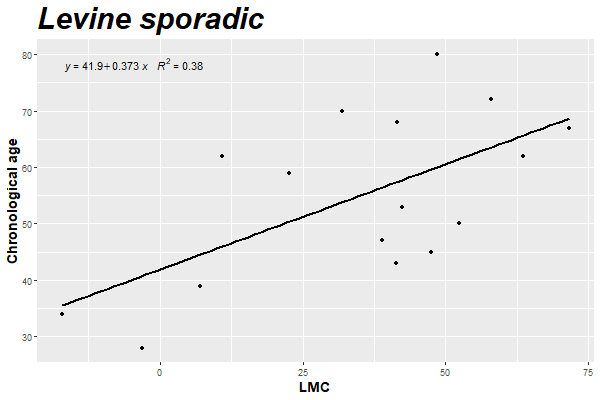 Levine sporadic
y = 41.9+0.373 x R² = 0.38
80
70
60
50
40
30
Chronological age
0 25 50 75
LMC